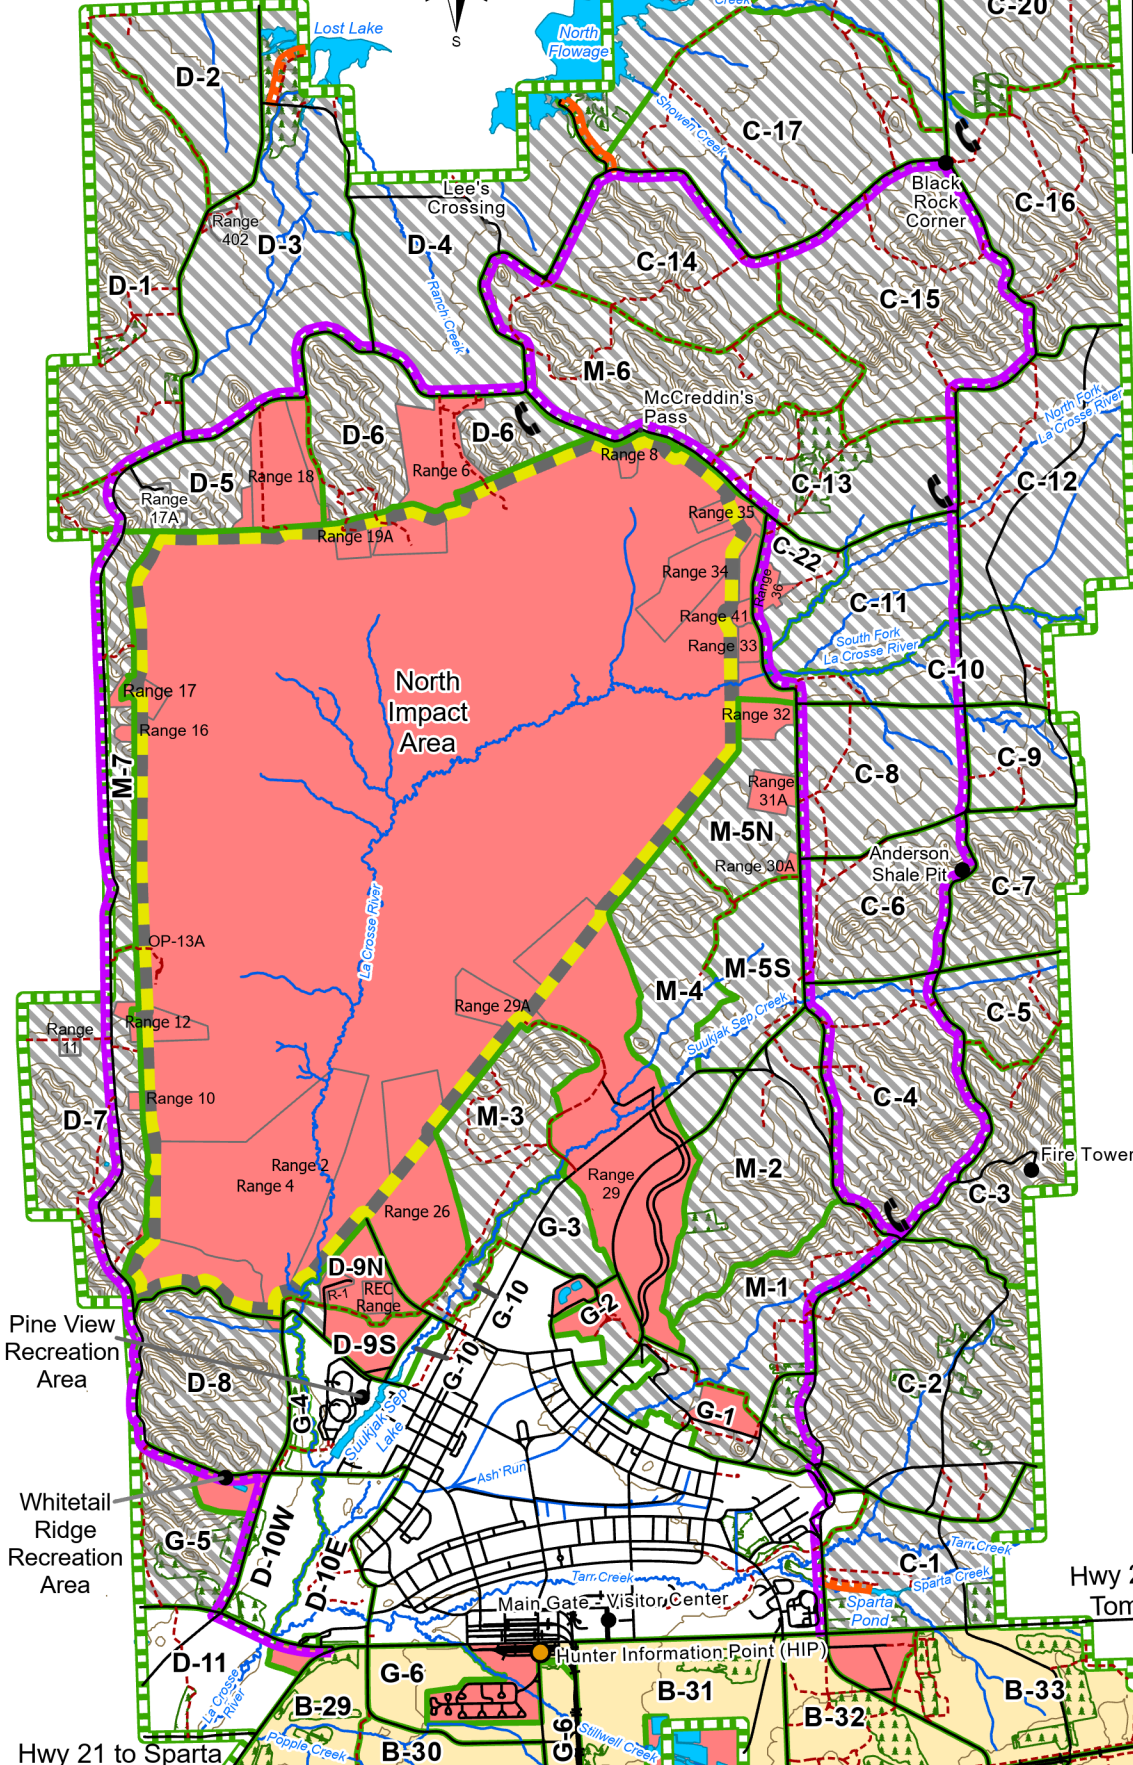 Creek
C-20
S
Lost Lake
North
Flowage
D-2
Showen Creek
C-17
Lee's
Crossing
Black
Rock
Corner
C-16
Range
402
D-3
D-4
C-14
D-1
Ranch Creek
C-15
M-6
McCreddin's
Pass
North Fork
La Crosse River
D-6
D-6
Range 8
Range 18
Range 6
D-5
Range
17A
C-13
C-12
Range 35
Range 19A
C-22
Range 34
Range
36
C-11
Range 41
Range 33
South Fork
La Crosse River
C-10
North
Impact
Area
Range 17
Range 16
Range 32
M-7
C-8
C-9
Range
31A
M-5N
Range 30A
Anderson
Shale Pit
C-7
C-6
La Crosse River
OP-13A
M-5S
M-4
Range 29A
Suukjak Sep Creek
C-5
Range 12
Range
11
Range 10
C-4
D-7
M-3
Range 2
Range 4
Range
29
M-2
Fire Tower
C-3
Range 26
G-3
D-9N
R-1
REC
Range
G-10
G-2
M-1
Pine View
Recreation
Area
D-9S
G-10
D-8
C-2
G-4
Suukjak Sep
Lake
G-1
Ash Run
Whitetail
Ridge
Recreation
Area
G-5
D-10W
D-10E
Tarr Creek
C-1
Tarr Creek
Sparta Creek
Sparta
Pond
Hwy 2
Tom
Main Gate - Visitor Center
Hunter Information Point (HIP)
D-11
La Crosse
River
G-6
B-29
B-31
B-32
B-33
G-6
Stillwell Creek
Popple Creek
B-30
Hwy 21 to Sparta